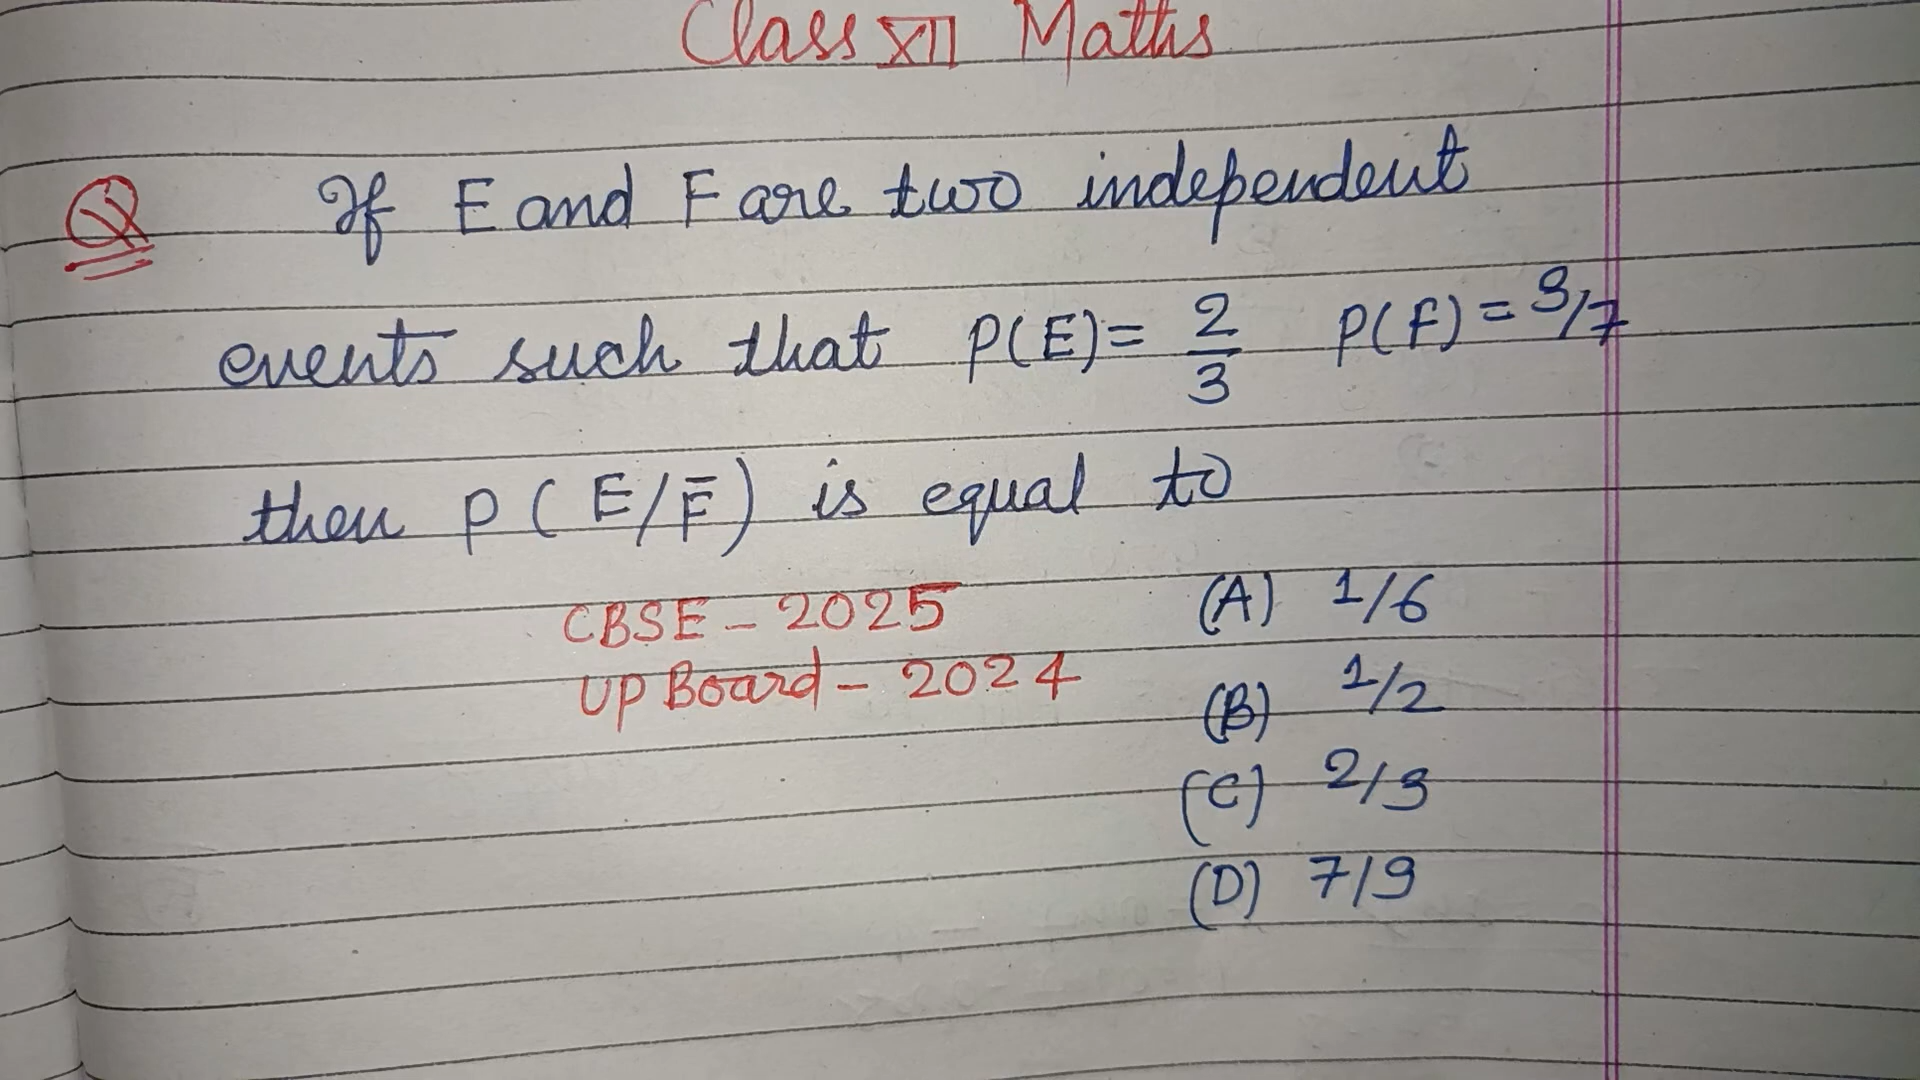 Class XII Maths
Q If E and F are two independent
events such that P(E) = 2/3 P(F) = 3/7
then P(E/F̄) is equal to
CBSE - 2025 (A) 1/6
UP Board - 2024 (B) 1/2
(C) 2/3
(D) 7/9